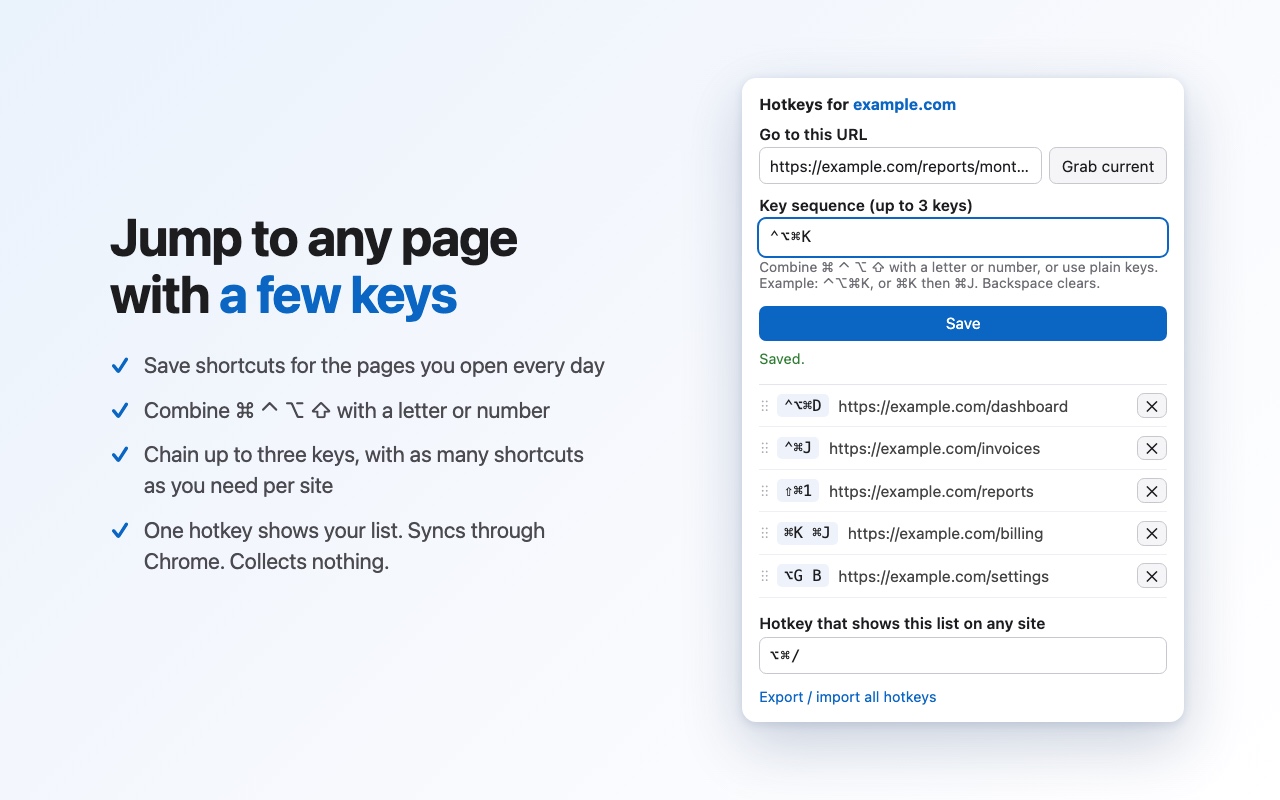 Jump to any page
with a few keys
Save shortcuts for the pages you open every day
Combine ⌘ ^ ⌥ ⇧ with a letter or number
Chain up to three keys, with as many shortcuts
as you need per site
One hotkey shows your list. Syncs through
Chrome. Collects nothing.
Hotkeys for example.com
Go to this URL
https://example.com/reports/mont...
Grab current
Key sequence (up to 3 keys)
^⌥⌘K
Combine ⌘ ^ ⌥ ⇧ with a letter or number, or use plain keys.
Example: ^⌥⌘K, or ⌘K then ⌘J. Backspace clears.
Save
Saved.
^⌥⌘D https://example.com/dashboard
^⌘J https://example.com/invoices
⇧⌘1 https://example.com/reports
⌘K ⌘J https://example.com/billing
⌥G B https://example.com/settings
Hotkey that shows this list on any site
⌥⌘/
Export / import all hotkeys